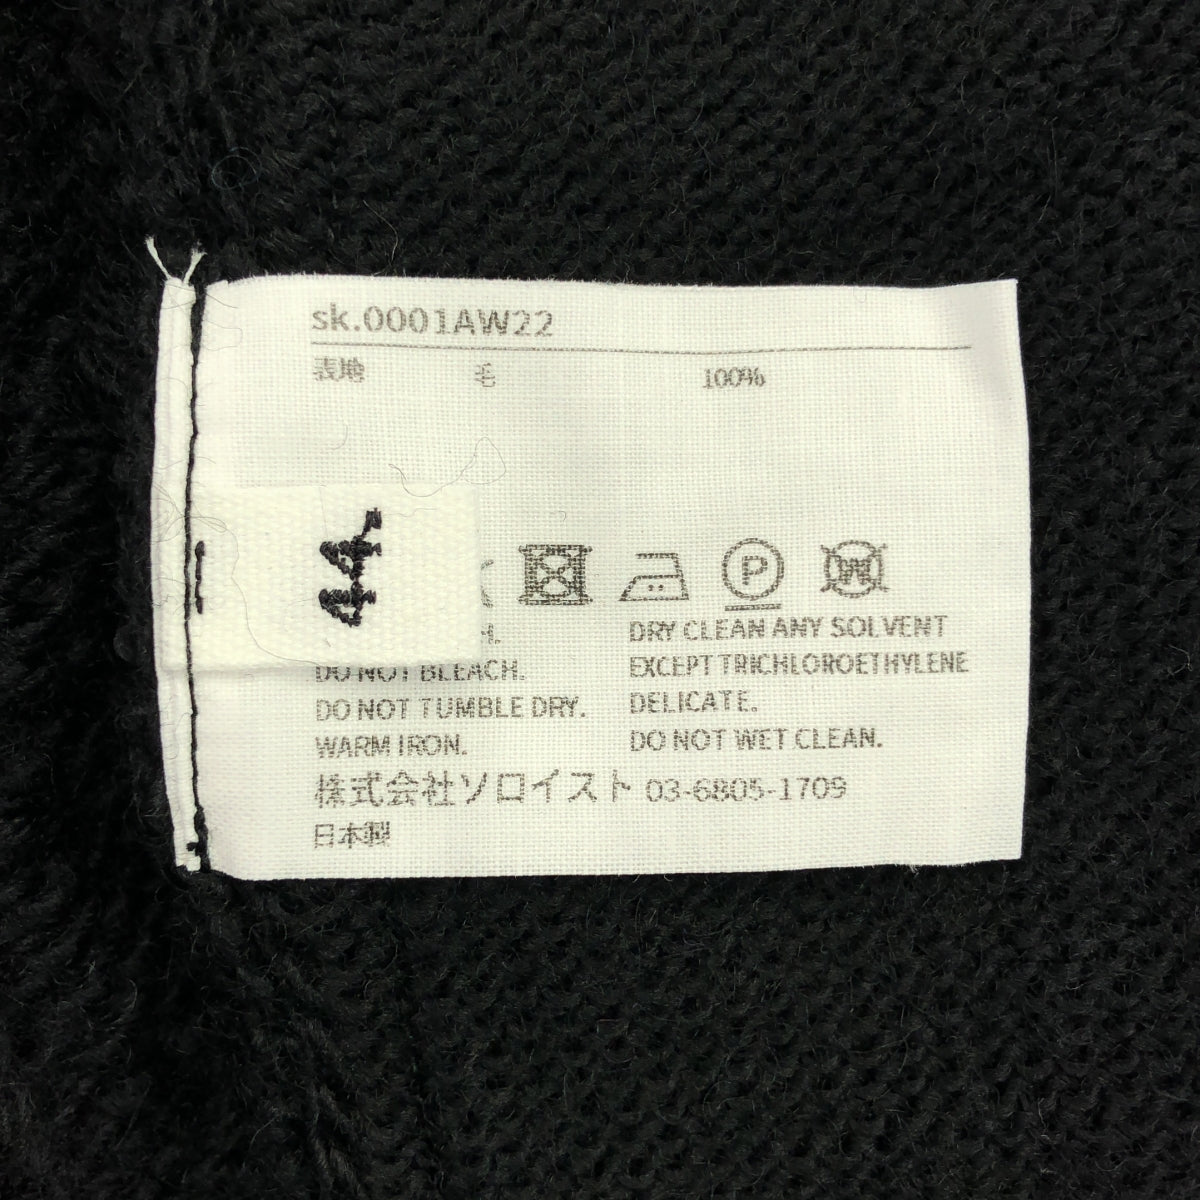 sk.0001AW22
表地 毛 100%
44.
P W
DRY CLEAN ANY SOLVENT
DO NOT BLEACH. EXCEPT TRICHLOROETHYLENE
DO NOT TUMBLE DRY. DELICATE.
WARM IRON. DO NOT WET CLEAN.
株式会社ソロイスト 03-6805-1709
日本製